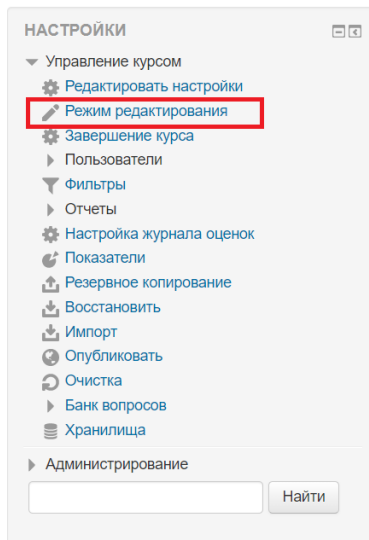 НАСТРОЙКИ
Управление курсом
Редактировать настройки
Режим редактирования
Завершение курса
Пользователи
Фильтры
Отчеты
Настройка журнала оценок
Показатели
Резервное копирование
Восстановить
Импорт
Опубликовать
Очистка
Банк вопросов
Хранилища
Администрирование
Найти